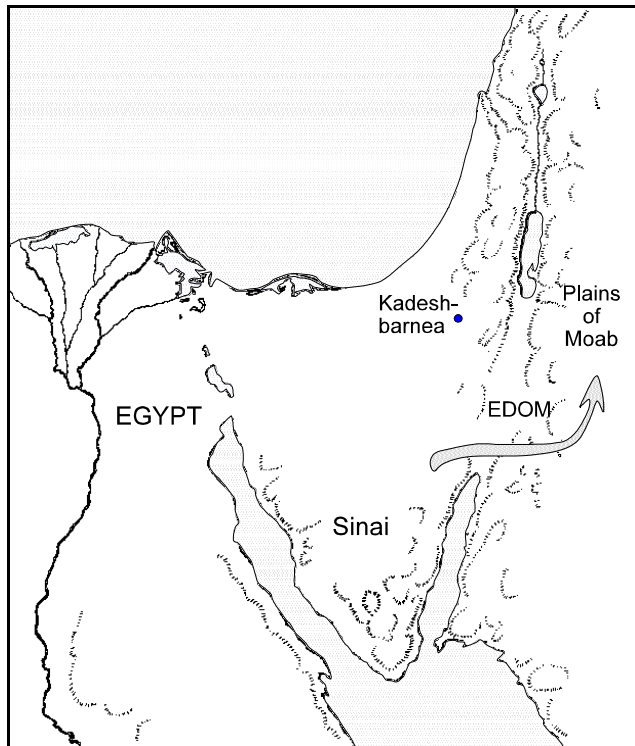 Kadesh-
barnea
Plains
of
Moab
EGYPT
EDOM
Sinai